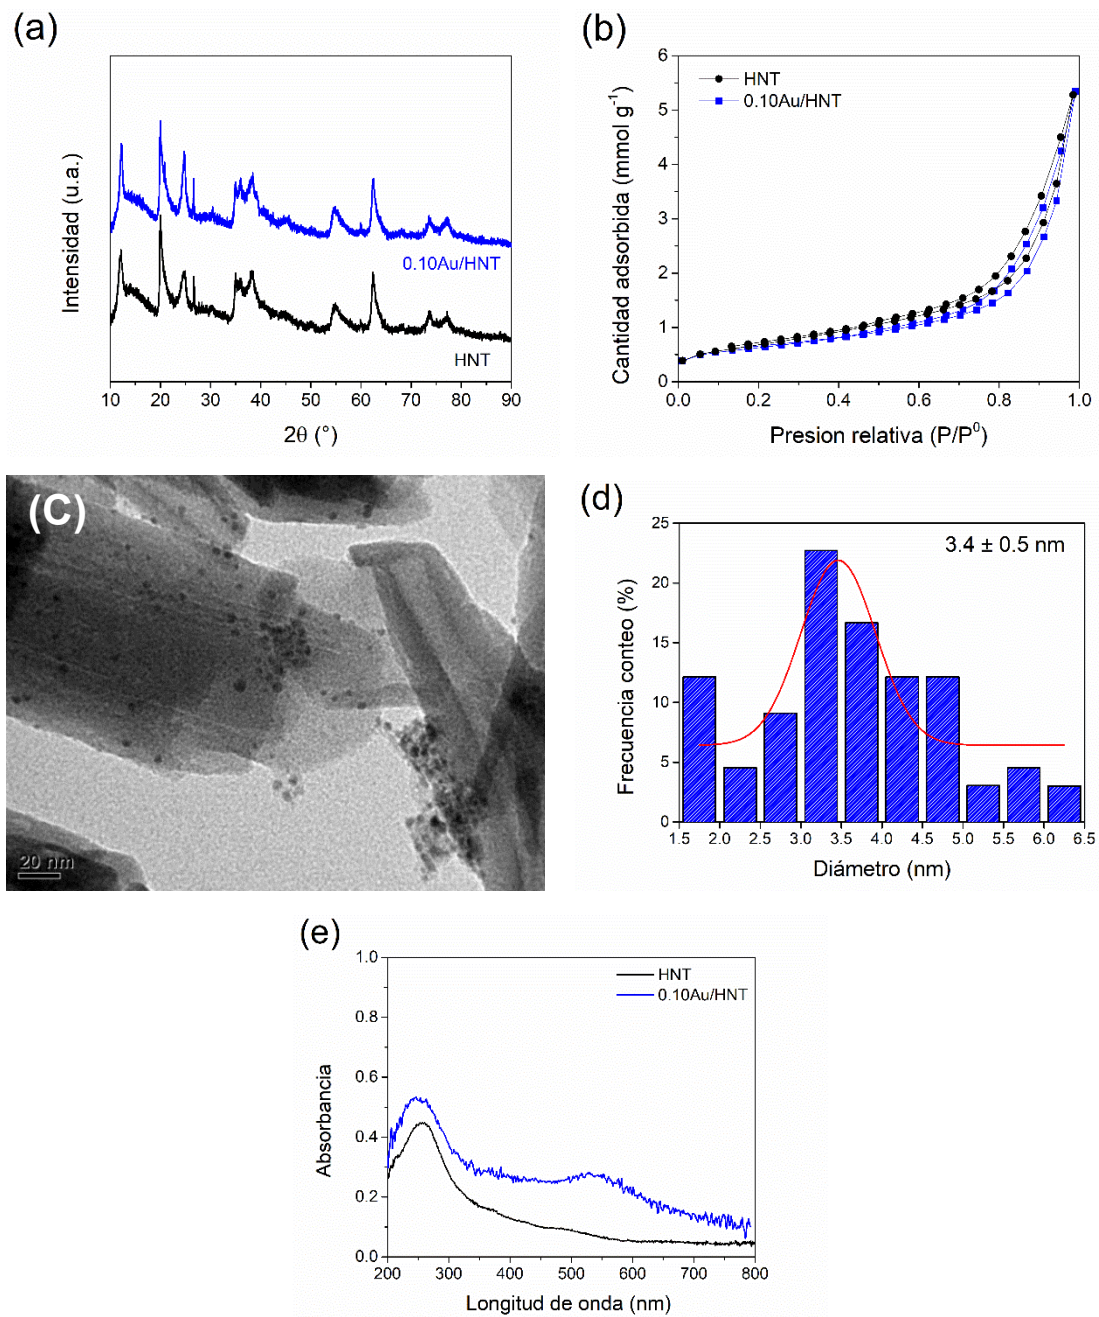 (a)
Intensidad (u.a.)
0.10Au/HNT
HNT
10 20 30 40 50 60 70 80 90
2θ (°)
(b)
Cantidad adsorbida (mmol g⁻¹)
6
5
4
3
2
1
0
HNT
0.10Au/HNT
0.0 0.2 0.4 0.6 0.8 1.0
Presion relativa (P/P⁰)
(C)
20 nm
(d)
Frecuencia conteo (%)
25
20
15
10
5
0
3.4 ± 0.5 nm
1.5 2.0 2.5 3.0 3.5 4.0 4.5 5.0 5.5 6.0 6.5
Diámetro (nm)
(e)
Absorbancia
1.0
0.8
0.6
0.4
0.2
0.0
HNT
0.10Au/HNT
200 300 400 500 600 700 800
Longitud de onda (nm)